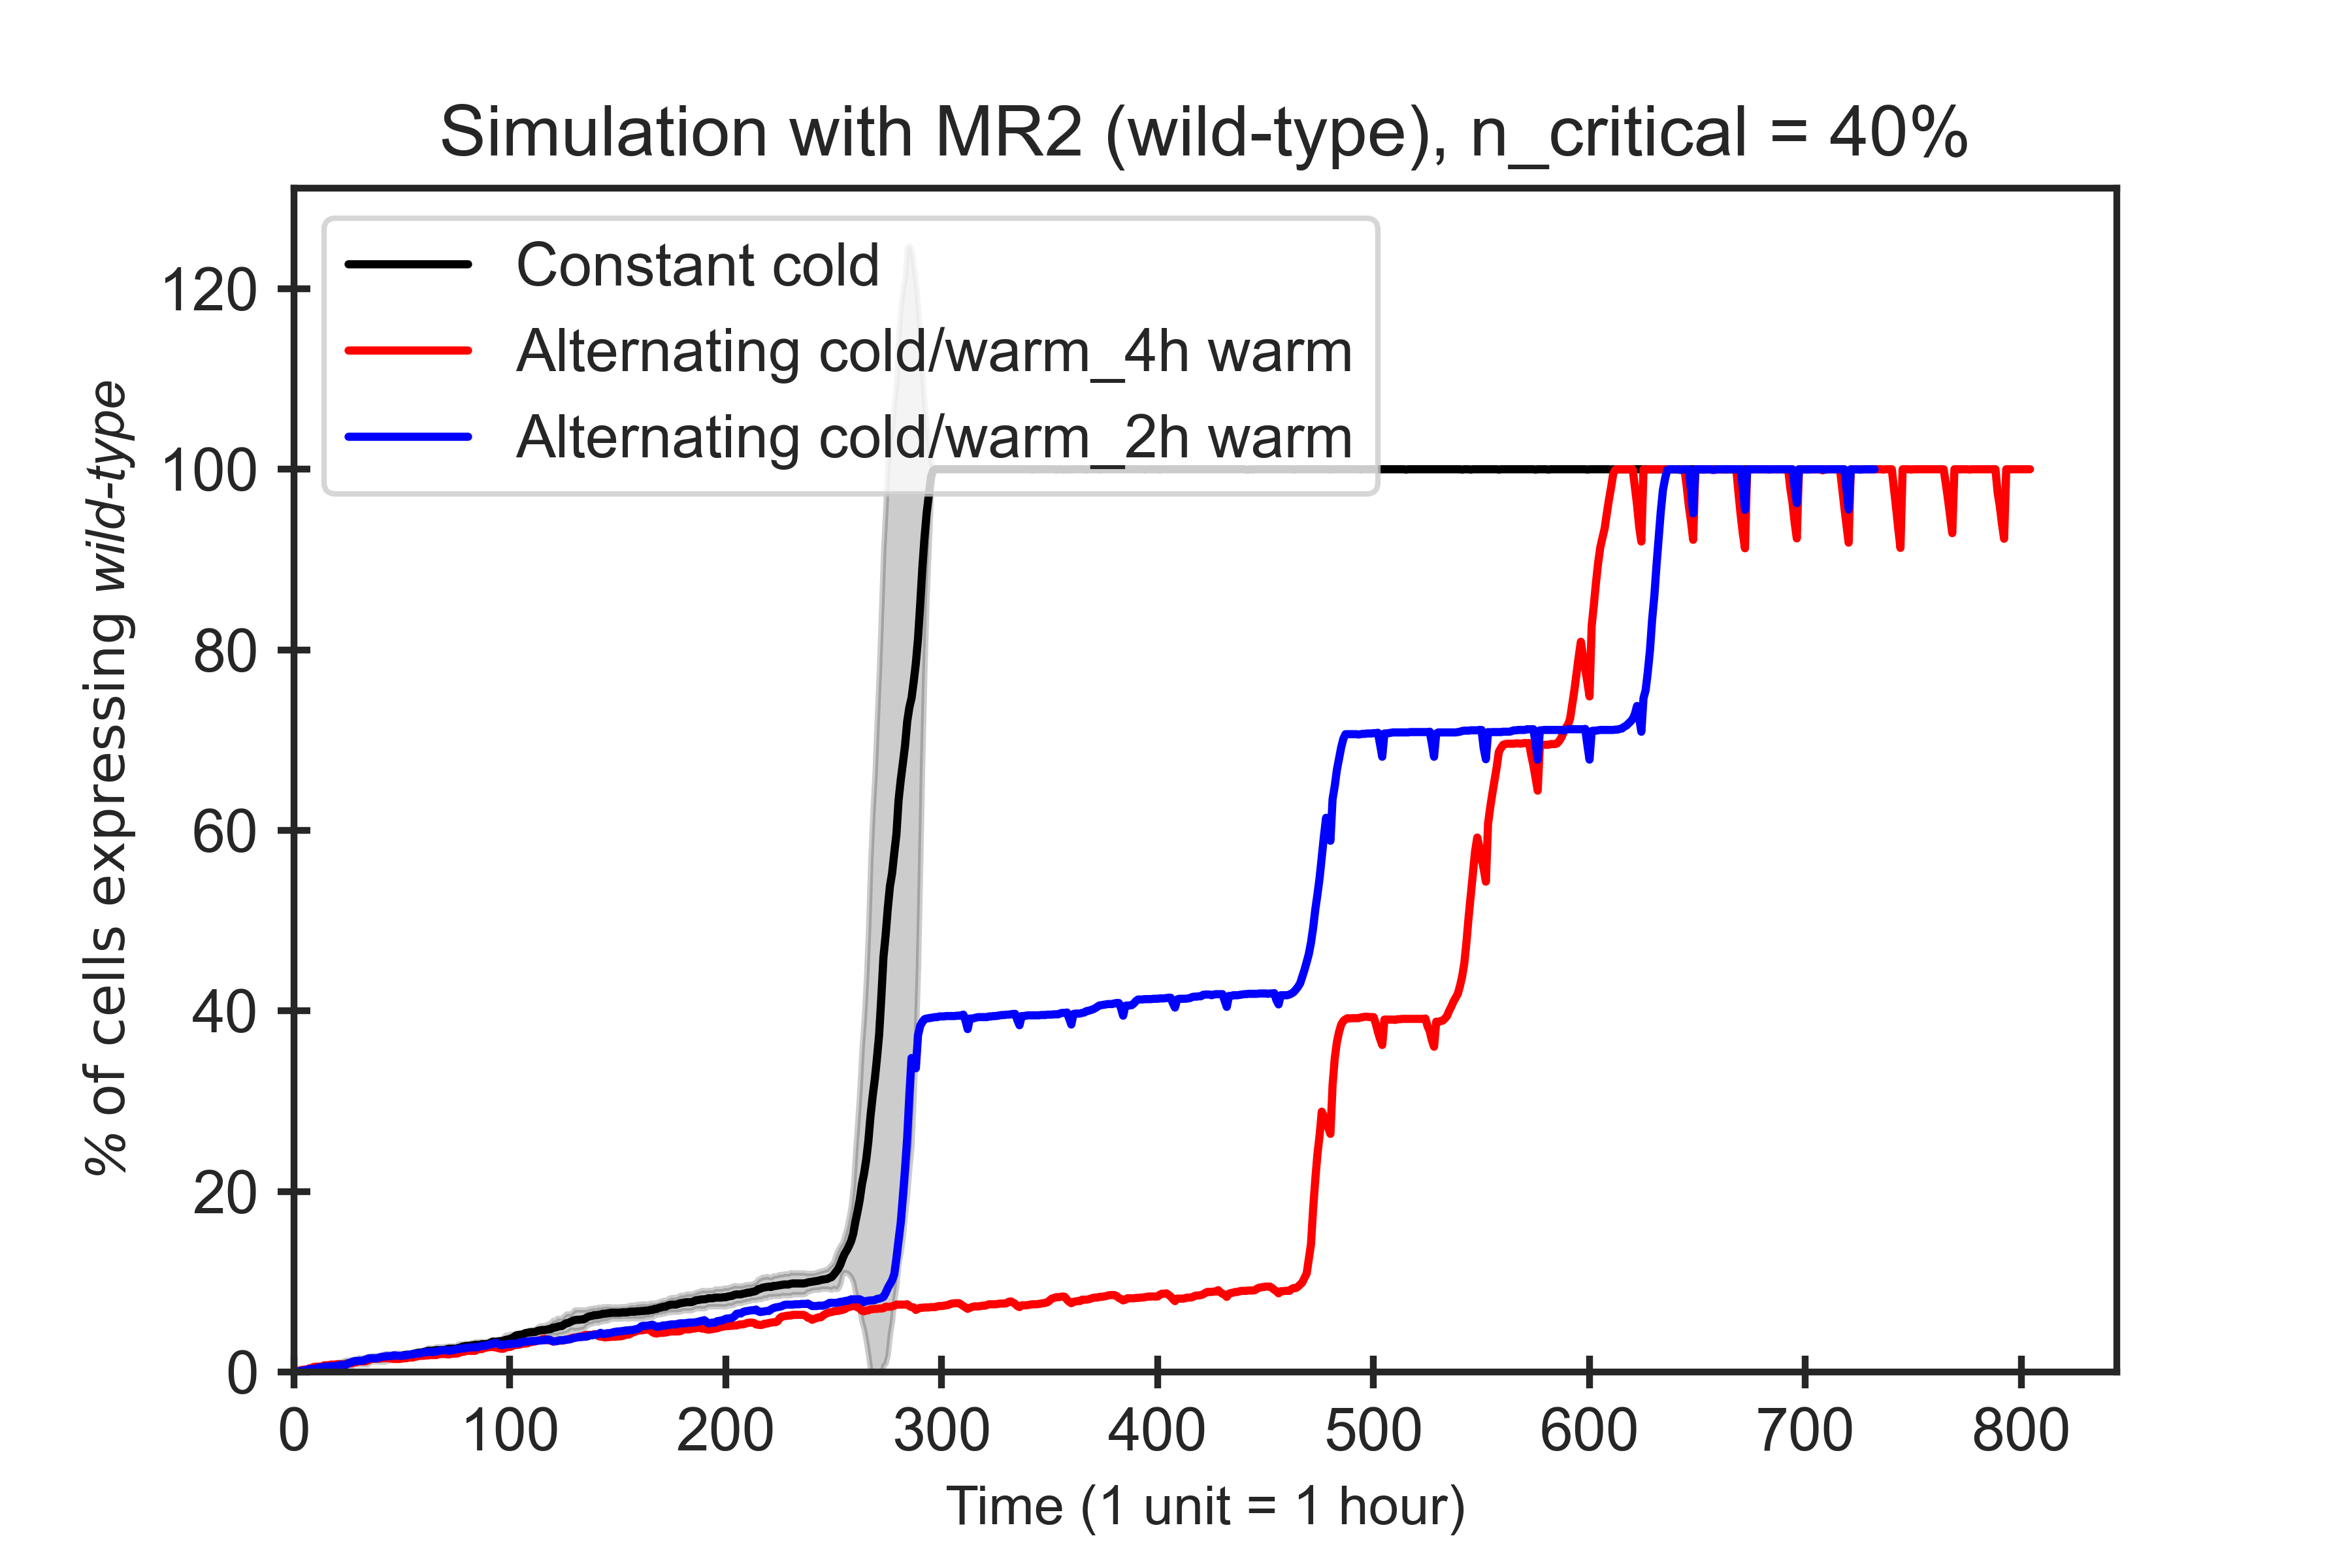 Simulation with MR2 (wild-type), n_critical = 40%
Constant cold
Alternating cold/warm_4h warm
Alternating cold/warm_2h warm
% of cells expressing wild-type
120
100
80
60
40
20
0
0 100 200 300 400 500 600 700 800
Time (1 unit = 1 hour)